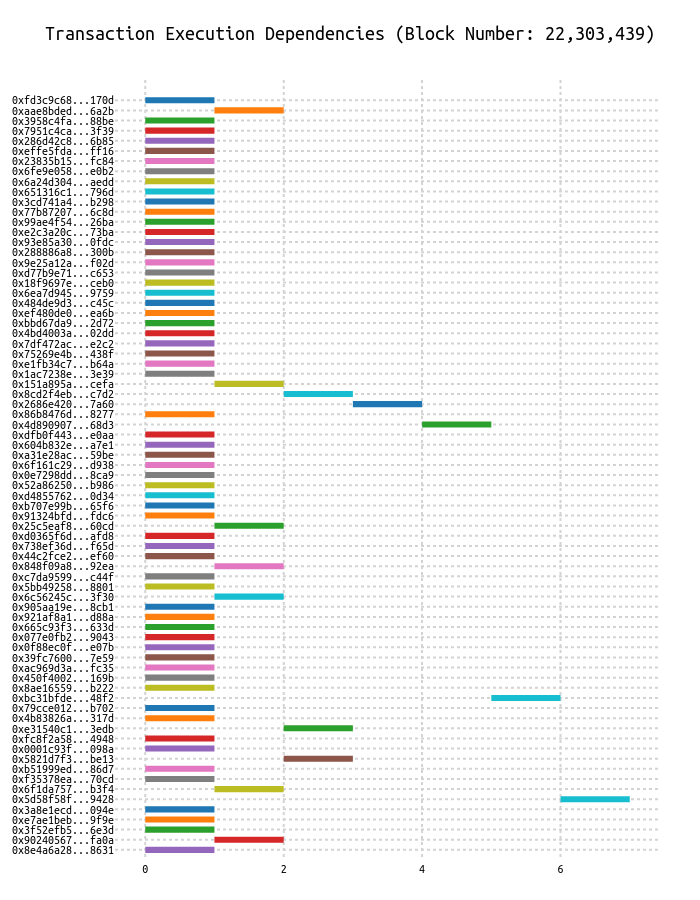 Transaction Execution Dependencies (Block Number: 22,303,439)
0xfd3c9c68...170d
0xaae8bded...6a2b
0x3958c4fa...88be
0x7951c4ca...3f39
0x286d42c8...6b85
0xeffe5fda...ff16
0x23835b15...fc84
0x6fe9e058...e0b2
0x6a24d304...aedd
0x651316c1...796d
0x3cd741a4...b298
0x77b87207...6c8d
0x99ae4f54...26ba
0xe2c3a20c...73ba
0x93e85a30...0fdc
0x288886a8...300b
0x9e25a12a...f02d
0xd77b9e71...c653
0x18f9697e...ceb0
0x6ea7d945...9759
0x484de9d3...c45c
0xef480de0...ea6b
0xbbd67da9...2d72
0x4bd4003a...02dd
0x7df472ac...e2c2
0x75269e4b...438f
0xe1fb34c7...b64a
0x1ac7238e...3e39
0x151a895a...cefa
0x8cd2f4eb...c7d2
0x2686e420...7a60
0x86b8476d...8277
0x4d890907...68d3
0xdfb0f443...e0aa
0x604b832e...a7e1
0xa31e28ac...59be
0x6f161c29...d938
0x0e7298dd...8ca9
0x52a86250...b986
0xd4855762...0d34
0xb707e99b...65f6
0x91324bfd...fdc6
0x25c5eaf8...60cd
0xd0365f6d...afd8
0x738ef36d...f65d
0x44c2fce2...ef60
0x848f09a8...92ea
0xc7da9599...c44f
0x5bb49258...8801
0x6c56245c...3f30
0x905aa19e...8cb1
0x921af8a1...d88a
0x665c93f3...633d
0x077e0fb2...9043
0x0f88ec0f...e07b
0x39fc7600...7e59
0xac969d3a...fc35
0x450f4002...169b
0x8ae16559...b222
0xbc31bfde...48f2
0x79cce012...b702
0x4b83826a...317d
0xe31540c1...3edb
0xfc8f2a58...4948
0x0001c93f...098a
0x5821d7f3...be13
0xb51999ed...86d7
0xf35378ea...70cd
0x6f1da757...b3f4
0x5d58f58f...9428
0x3a8e1ecd...094e
0xe7ae1beb...9f9e
0x3f52efb5...6e3d
0x90240567...fa0a
0x8e4a6a28...8631
0 2 4 6